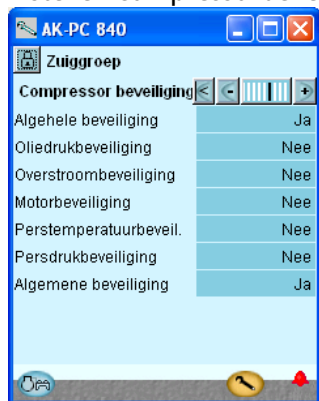 AK-PC 840
Zuiggroep
Compressor beveiliging < - +
Algehele beveiliging Ja
Oliedrukbeveiliging Nee
Overstroombeveiliging Nee
Motorbeveiliging Nee
Perstemperatuurbeveil. Nee
Persdrukbeveiliging Nee
Algemene beveiliging Ja